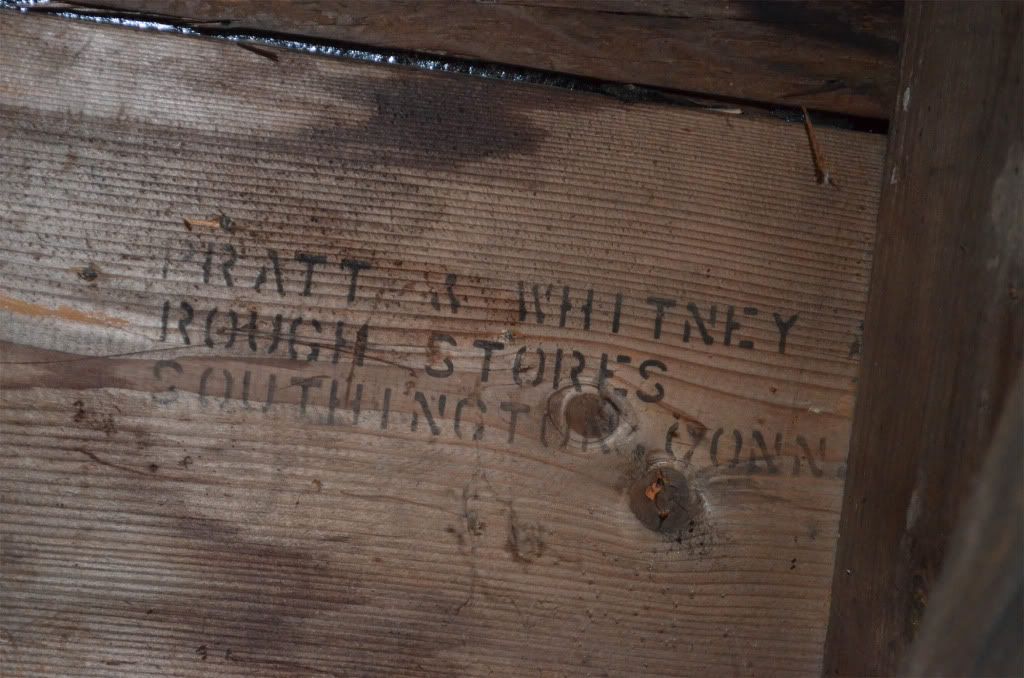 PRATT & WHITNEY
ROUGH STORES
SOUTHINGTON, CONN